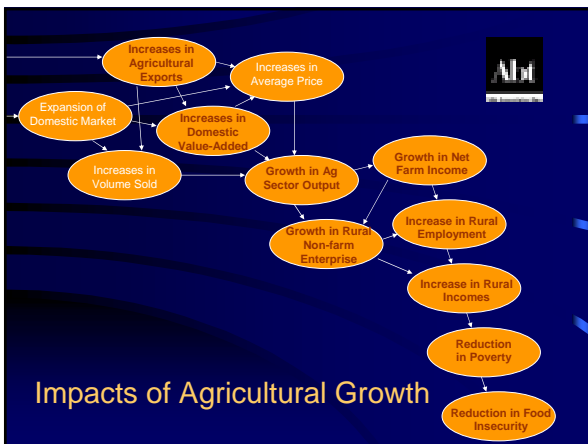 Increases in
Agricultural
Exports
Increases in
Average Price
Abt
Expansion of
Domestic Market
Increases in
Domestic
Value-Added
Increases in
Volume Sold
Growth in Ag
Sector Output
Growth in Net
Farm Income
Growth in Rural
Non-farm
Enterprise
Increase in Rural
Employment
Increase in Rural
Incomes
Reduction
in Poverty
Impacts of Agricultural Growth
Reduction in Food
Insecurity